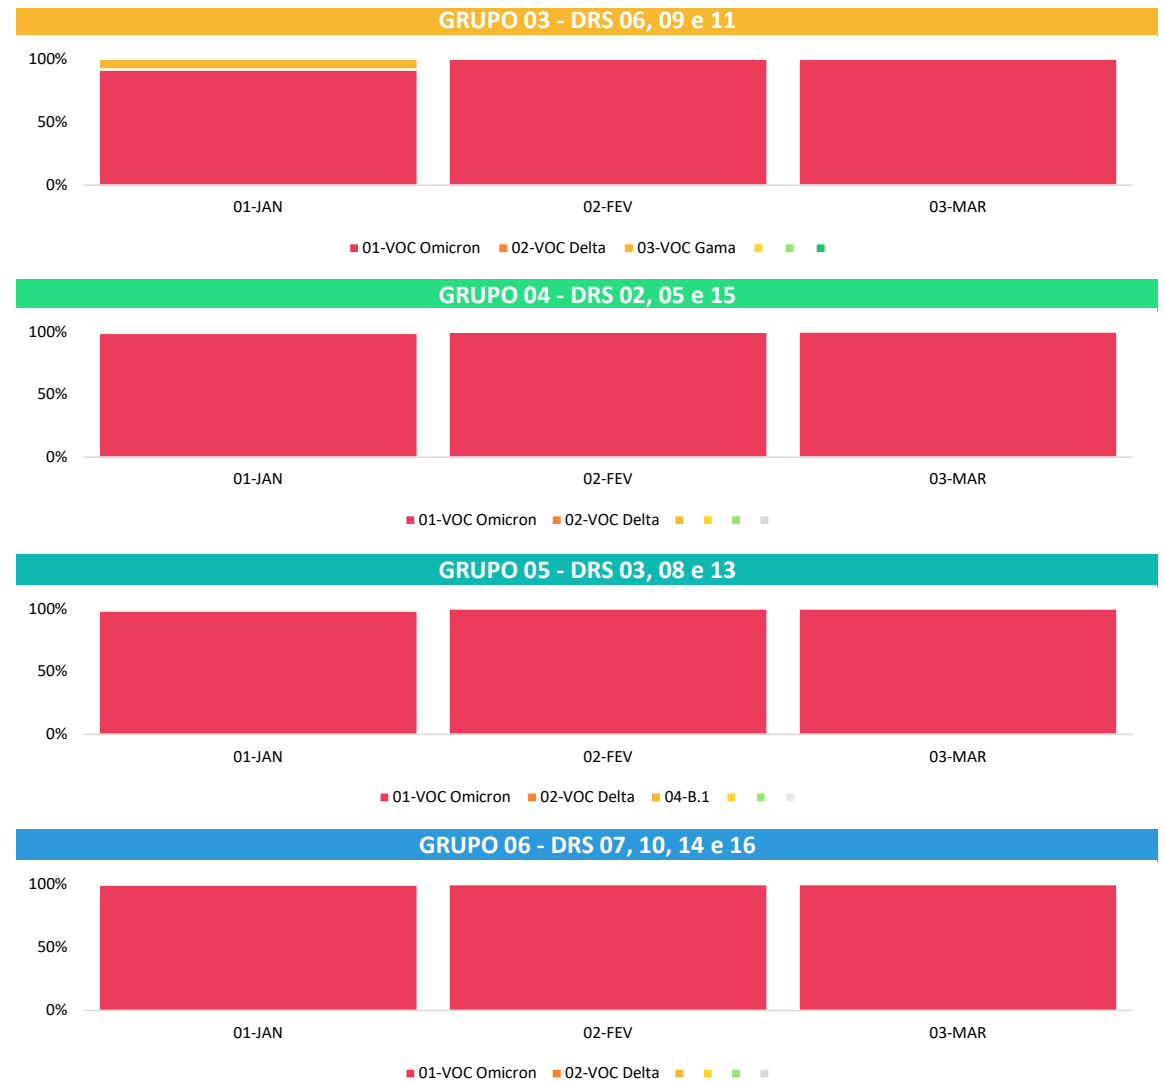 GRUPO 03 - DRS 06, 09 e 11
100%
50%
0%
01-JAN 02-FEV 03-MAR
01-VOC Omicron 02-VOC Delta 03-VOC Gama
GRUPO 04 - DRS 02, 05 e 15
100%
50%
0%
01-JAN 02-FEV 03-MAR
01-VOC Omicron 02-VOC Delta
GRUPO 05 - DRS 03, 08 e 13
100%
50%
0%
01-JAN 02-FEV 03-MAR
01-VOC Omicron 02-VOC Delta 04-B.1
GRUPO 06 - DRS 07, 10, 14 e 16
100%
50%
0%
01-JAN 02-FEV 03-MAR
01-VOC Omicron 02-VOC Delta